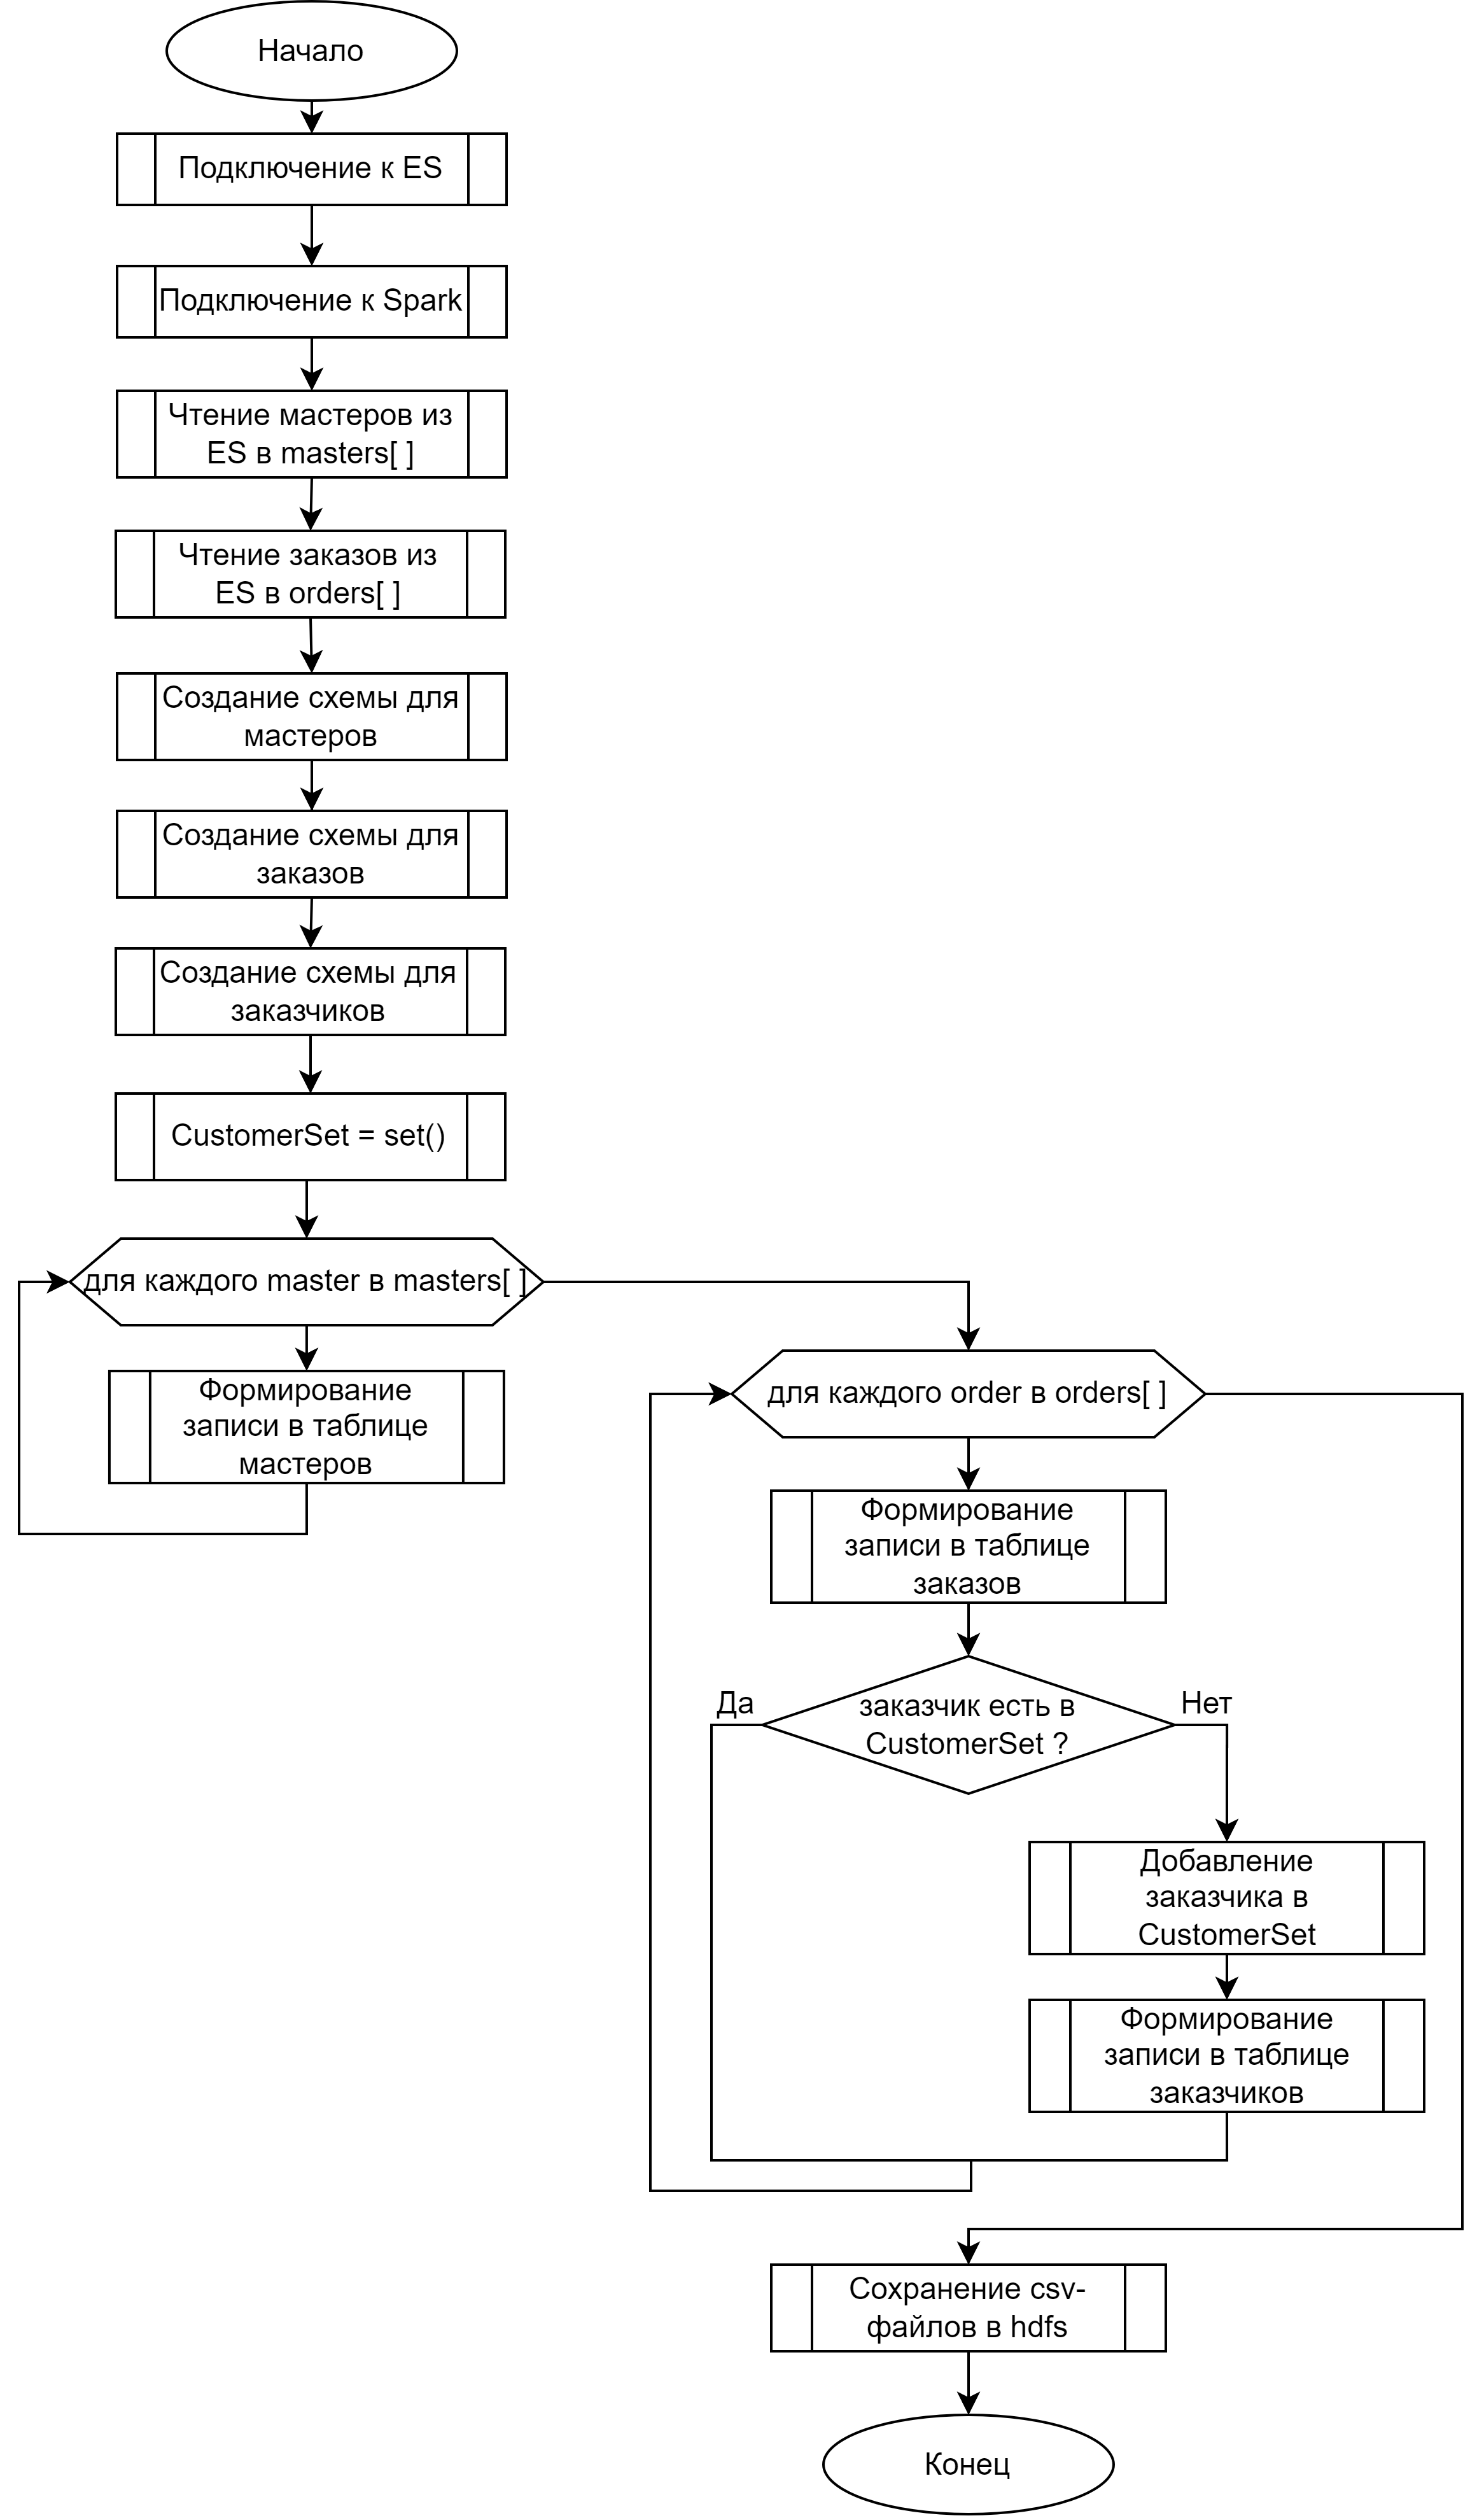 Начало
Подключение к ES
Подключение к Spark
Чтение мастеров из
ES в masters[ ]
Чтение заказов из
ES в orders[ ]
Создание схемы для
мастеров
Создание схемы для
заказов
Создание схемы для
заказчиков
CustomerSet = set()
для каждого master в masters[ ]
Формирование
записи в таблице
мастеров
для каждого order в orders[ ]
Формирование
записи в таблице
заказов
заказчик есть в
CustomerSet ?
Да
Нет
Добавление
заказчика в
CustomerSet
Формирование
записи в таблице
заказчиков
Сохранение csv-
файлов в hdfs
Конец